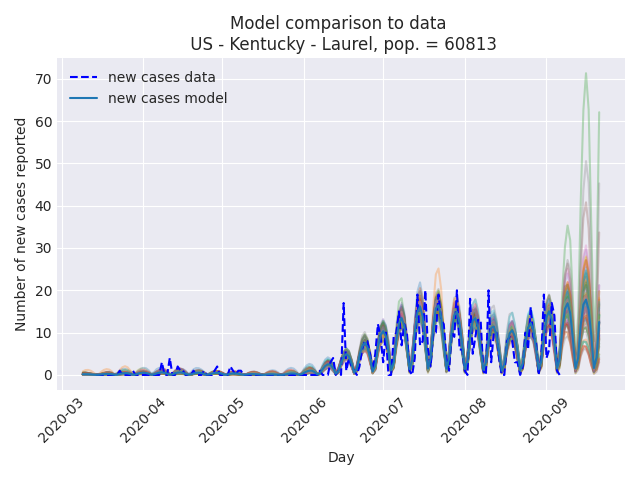 Model comparison to data
US - Kentucky - Laurel, pop. = 60813
new cases data
new cases model
Number of new cases reported
70
60
50
40
30
20
10
0
2020-03
2020-04
2020-05
2020-06
2020-07
2020-08
2020-09
Day